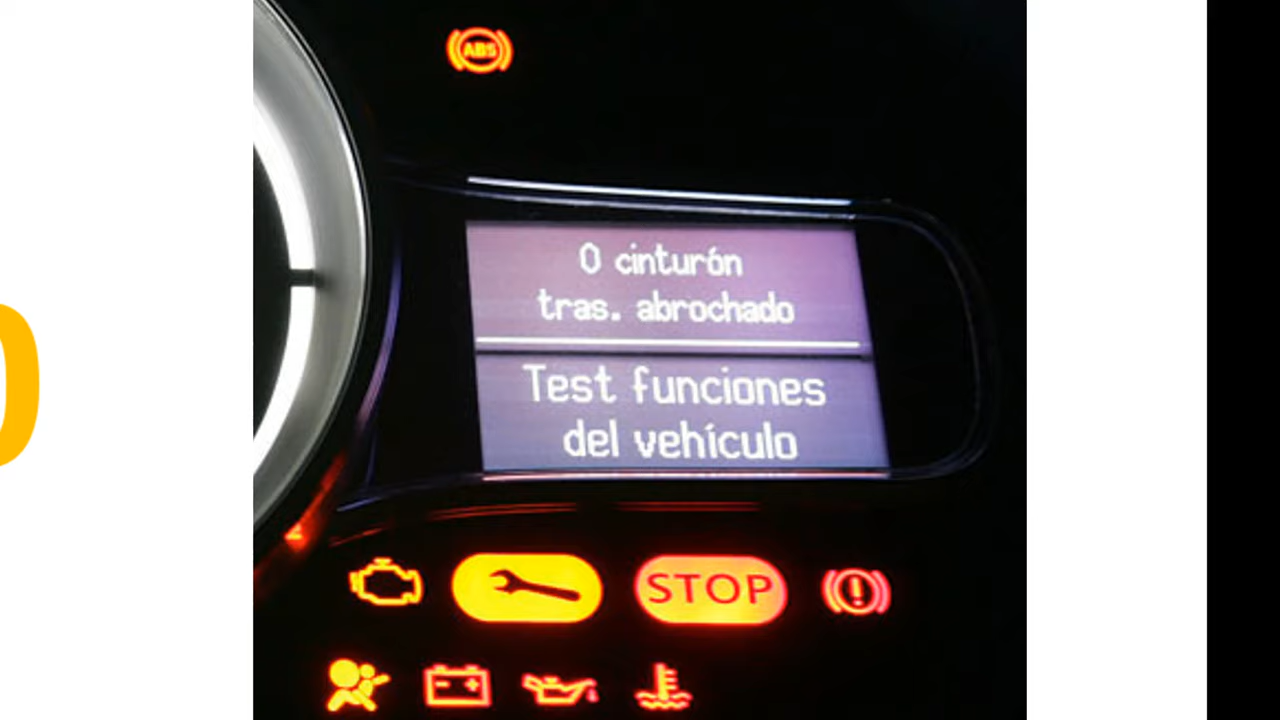 ABS
0 cinturón
tras. abrochado
Test funciones
del vehículo
STOP